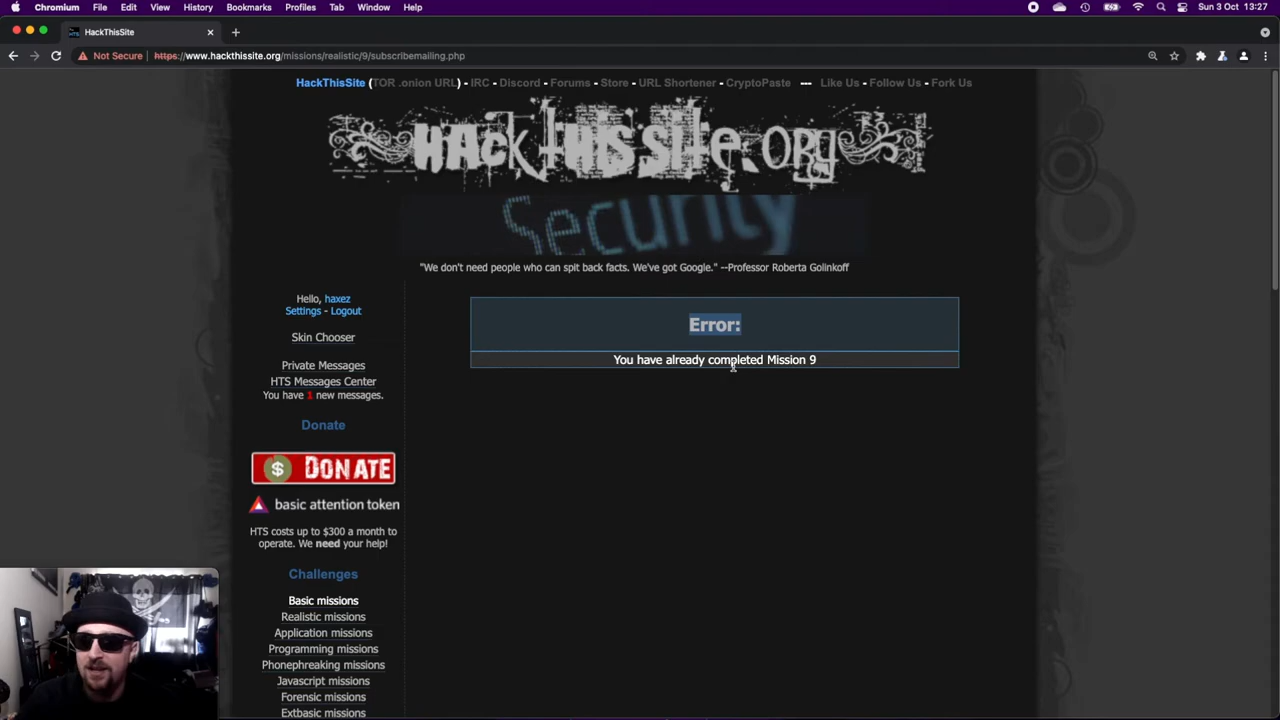 Chromium File Edit View History Bookmarks Profiles Tab Window Help Sun 3 Oct 13:27
HackThisSite
Not Secure https://www.hackthissite.org/missions/realistic/9/subscribemailing.php
HackThisSite (TOR .onion URL) - IRC - Discord - Forums - Store - URL Shortener - CryptoPaste --- Like Us - Follow Us - Fork Us
HAckTHisSite.ORg
Security
"We don't need people who can spit back facts. We've got Google." --Professor Roberta Golinkoff
Hello, haxez
Settings - Logout
Skin Chooser
Private Messages
HTS Messages Center
You have 1 new messages.
Donate
$ DONATE
basic attention token
HTS costs up to $300 a month to
operate. We need your help!
Challenges
Basic missions
Realistic missions
Application missions
Programming missions
Phonephreaking missions
Javascript missions
Forensic missions
Extbasic missions
Error:
You have already completed Mission 9